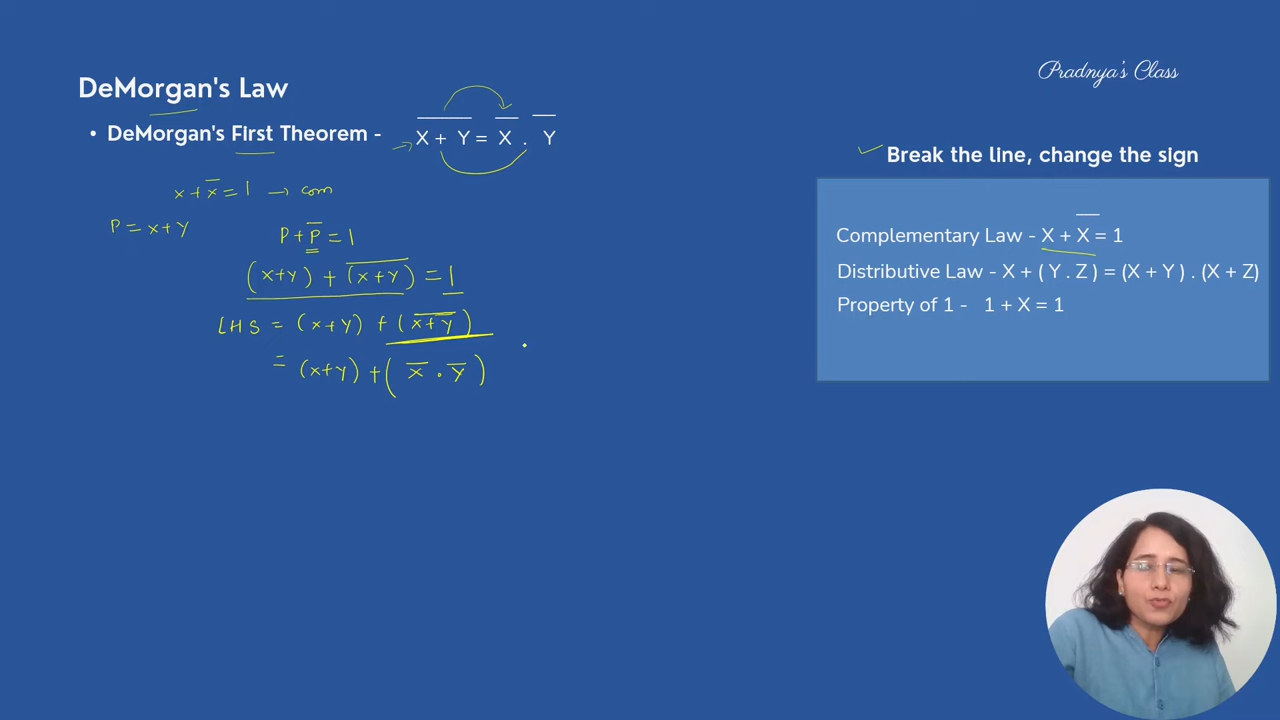 Pradnya's Class
DeMorgan's Law
• DeMorgan's First Theorem - X̅ ̅+̅ ̅Y̅ = X̅ . Y̅
x + x̅ = 1 → com
P = x+y
P + P̅ = 1
(x+y) + (x̅+̅y̅) = 1
LHS = (x+y) + (x̅+̅y̅)
= (x+y) + (x̅ . y̅)
Break the line, change the sign
Complementary Law - X + X̅ = 1
Distributive Law - X + ( Y . Z ) = (X + Y ) . (X + Z)
Property of 1 - 1 + X = 1